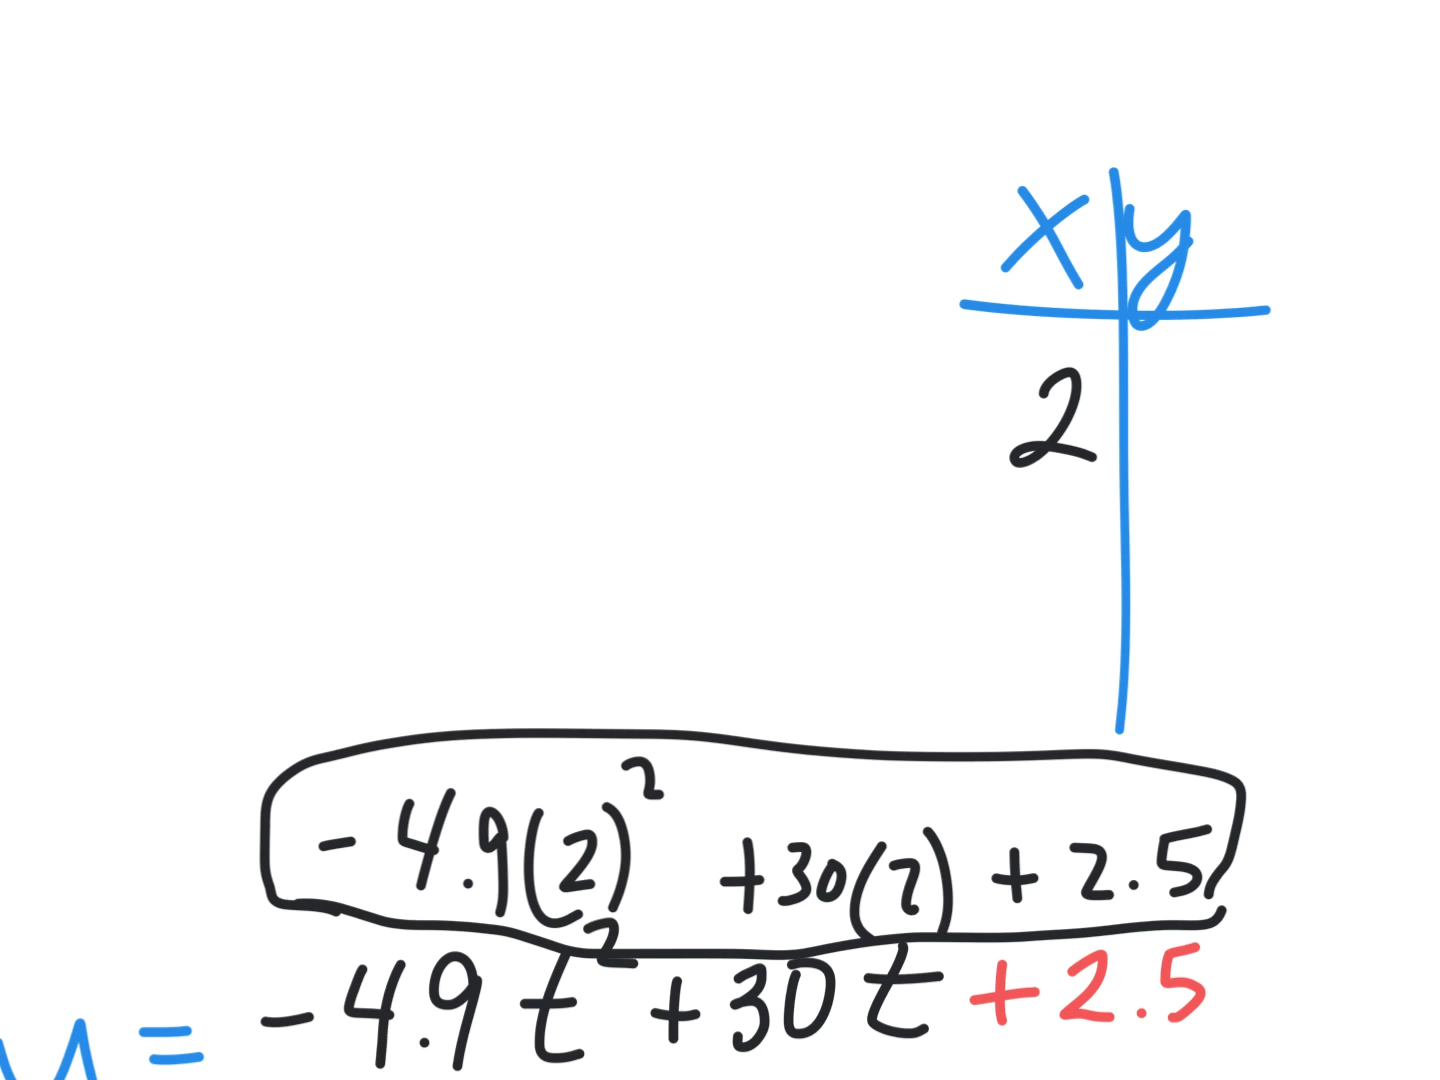 x y
2
-4.9(2)² +30(2) + 2.5
y = -4.9t² + 30t + 2.5